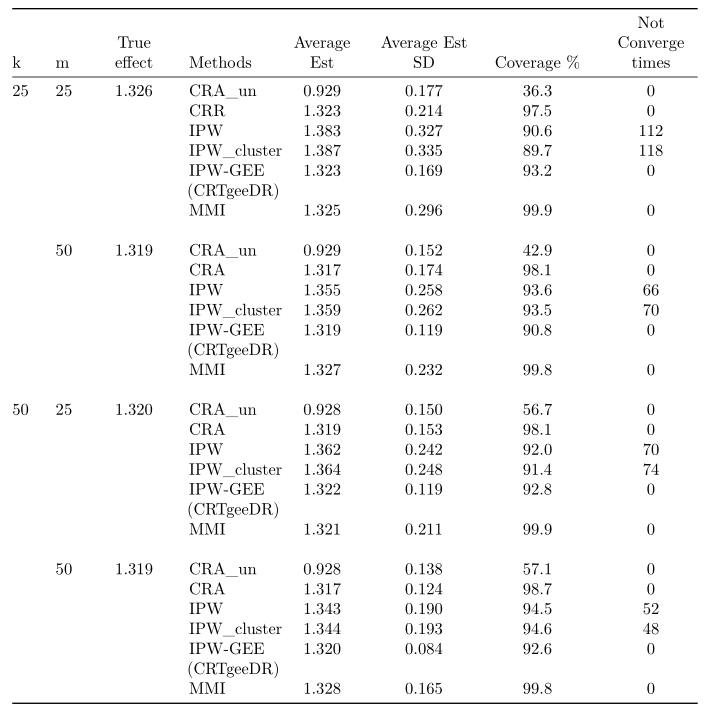 Not
True Average Average Est Converge
k m effect Methods Est SD Coverage % times
25 25 1.326 CRA_un 0.929 0.177 36.3 0
CRR 1.323 0.214 97.5 0
IPW 1.383 0.327 90.6 112
IPW_cluster 1.387 0.335 89.7 118
IPW-GEE 1.323 0.169 93.2 0
(CRTgeeDR)
MMI 1.325 0.296 99.9 0
50 1.319 CRA_un 0.929 0.152 42.9 0
CRA 1.317 0.174 98.1 0
IPW 1.355 0.258 93.6 66
IPW_cluster 1.359 0.262 93.5 70
IPW-GEE 1.319 0.119 90.8 0
(CRTgeeDR)
MMI 1.327 0.232 99.8 0
50 25 1.320 CRA_un 0.928 0.150 56.7 0
CRA 1.319 0.153 98.1 0
IPW 1.362 0.242 92.0 70
IPW_cluster 1.364 0.248 91.4 74
IPW-GEE 1.322 0.119 92.8 0
(CRTgeeDR)
MMI 1.321 0.211 99.9 0
50 1.319 CRA_un 0.928 0.138 57.1 0
CRA 1.317 0.124 98.7 0
IPW 1.343 0.190 94.5 52
IPW_cluster 1.344 0.193 94.6 48
IPW-GEE 1.320 0.084 92.6 0
(CRTgeeDR)
MMI 1.328 0.165 99.8 0